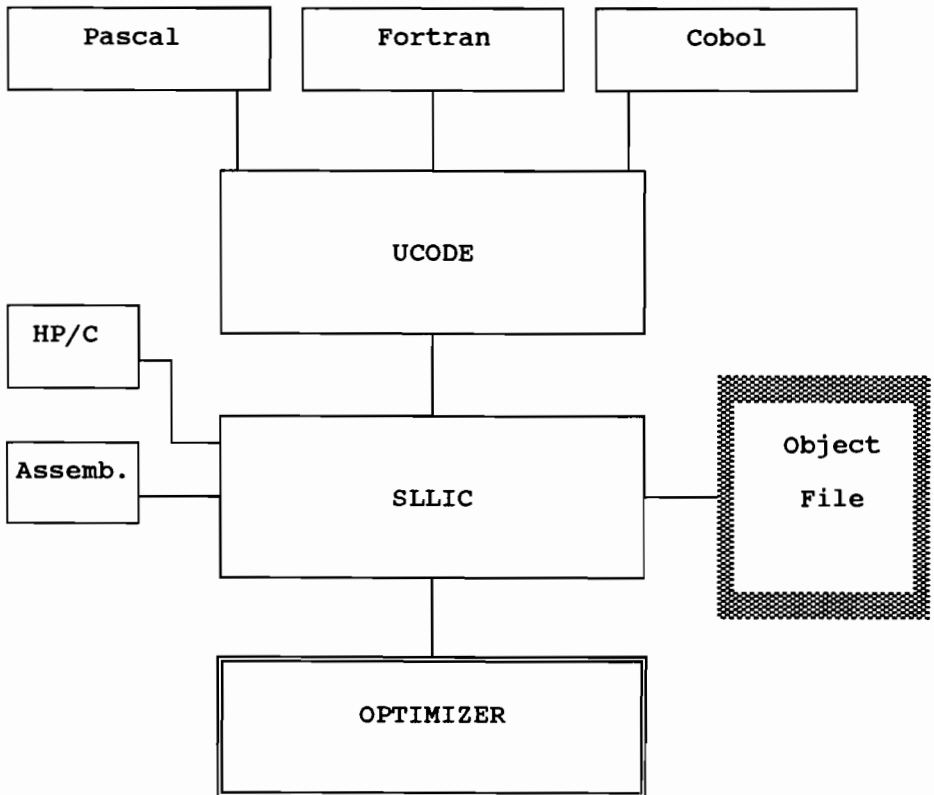 Pascal
Fortran
Cobol
UCODE
HP/C
Assemb.
SLLIC
Object
File
OPTIMIZER